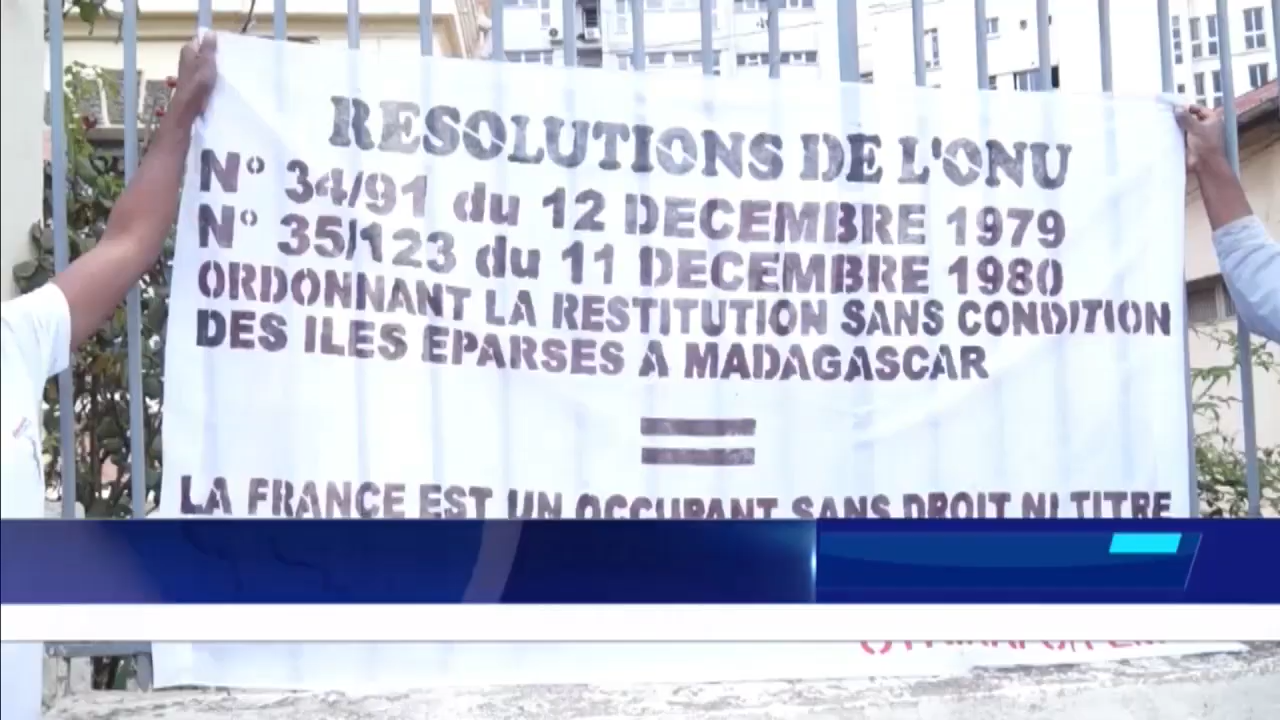 RESOLUTIONS DE L'ONU
N° 34/91 du 12 DECEMBRE 1979
N° 35/123 du 11 DECEMBRE 1980
ORDONNANT LA RESTITUTION SANS CONDITION
DES ILES EPARSES A MADAGASCAR
=
LA FRANCE EST UN OCCUPANT SANS DROIT NI TITRE